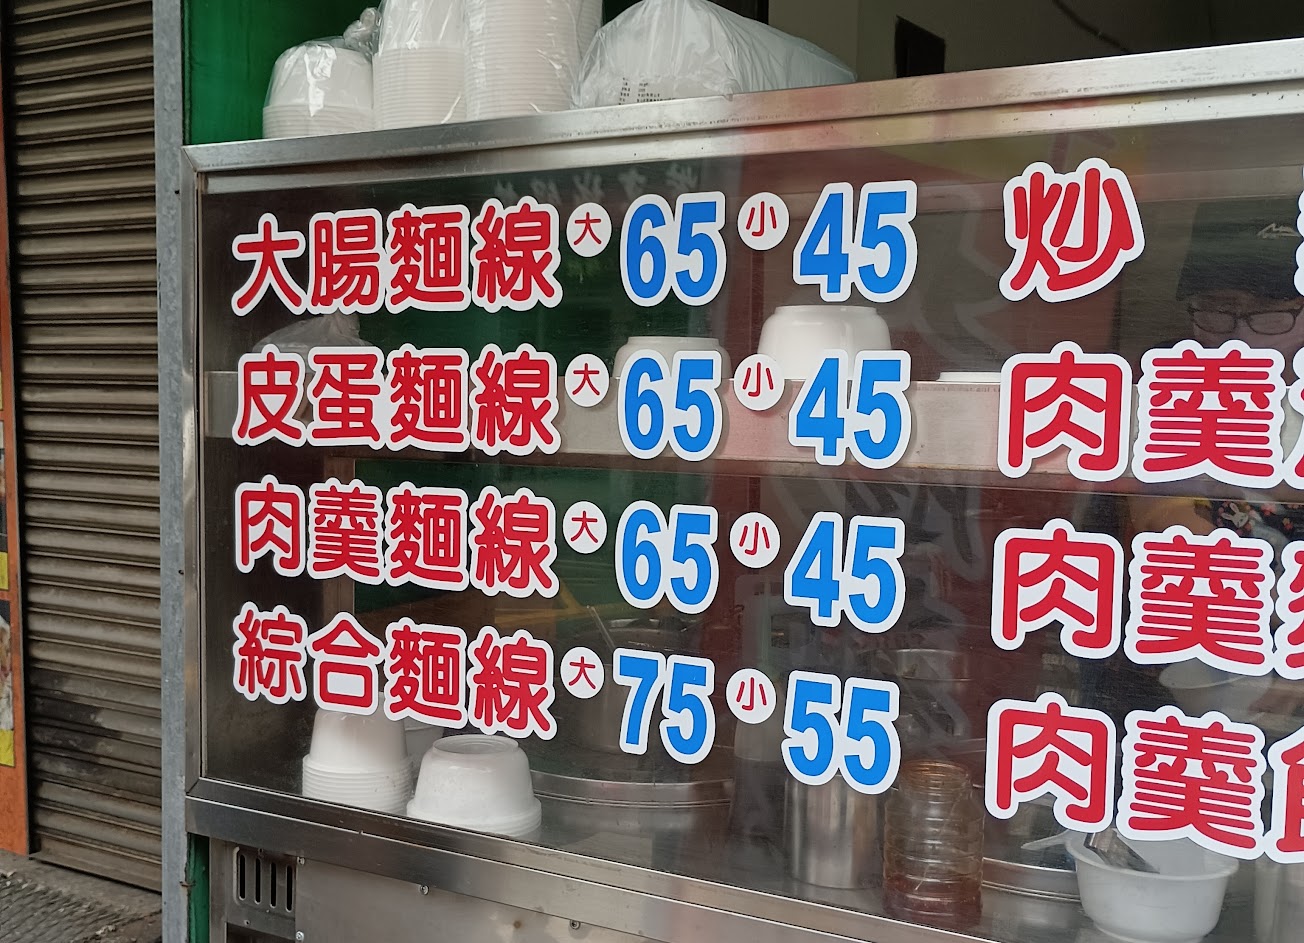 大腸麵線 大 65 小 45 炒
皮蛋麵線 大 65 小 45 肉羹
肉羹麵線 大 65 小 45 肉羹
綜合麵線 大 75 小 55 肉羹